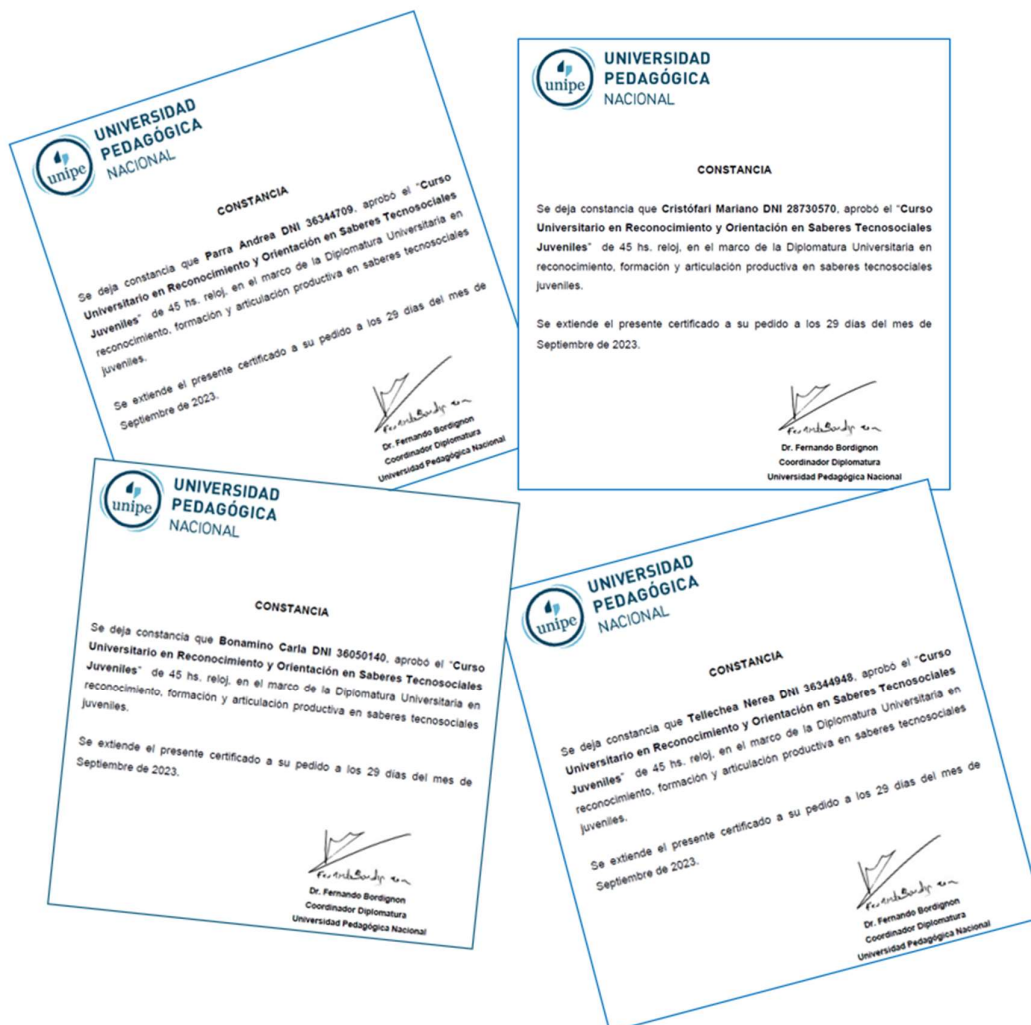 unipe
UNIVERSIDAD
PEDAGÓGICA
NACIONAL
CONSTANCIA
Se deja constancia que Parra Andrea DNI 36344709, aprobó el "Curso
Universitario en Reconocimiento y Orientación en Saberes Tecnosociales
Juveniles" de 45 hs. reloj, en el marco de la Diplomatura Universitaria en
reconocimiento, formación y articulación productiva en saberes tecnosociales
juveniles.
Se extiende el presente certificado a su pedido a los 29 días del mes de
Septiembre de 2023.
Dr. Fernando Bordignon
Coordinador Diplomatura
Universidad Pedagógica Nacional
unipe
UNIVERSIDAD
PEDAGÓGICA
NACIONAL
CONSTANCIA
Se deja constancia que Cristófari Mariano DNI 28730570, aprobó el "Curso
Universitario en Reconocimiento y Orientación en Saberes Tecnosociales
Juveniles" de 45 hs. reloj, en el marco de la Diplomatura Universitaria en
reconocimiento, formación y articulación productiva en saberes tecnosociales
juveniles.
Se extiende el presente certificado a su pedido a los 29 días del mes de
Septiembre de 2023.
Dr. Fernando Bordignon
Coordinador Diplomatura
Universidad Pedagógica Nacional
unipe
UNIVERSIDAD
PEDAGÓGICA
NACIONAL
CONSTANCIA
Se deja constancia que Bonamino Carla DNI 36050140, aprobó el "Curso
Universitario en Reconocimiento y Orientación en Saberes Tecnosociales
Juveniles" de 45 hs. reloj, en el marco de la Diplomatura Universitaria en
reconocimiento, formación y articulación productiva en saberes tecnosociales
juveniles.
Se extiende el presente certificado a su pedido a los 29 días del mes de
Septiembre de 2023.
Dr. Fernando Bordignon
Coordinador Diplomatura
Universidad Pedagógica Nacional
unipe
UNIVERSIDAD
PEDAGÓGICA
NACIONAL
CONSTANCIA
Se deja constancia que Tellechea Nerea DNI 36344948, aprobó el "Curso
Universitario en Reconocimiento y Orientación en Saberes Tecnosociales
Juveniles" de 45 hs. reloj, en el marco de la Diplomatura Universitaria en
reconocimiento, formación y articulación productiva en saberes tecnosociales
juveniles.
Se extiende el presente certificado a su pedido a los 29 días del mes de
Septiembre de 2023.
Dr. Fernando Bordignon
Coordinador Diplomatura
Universidad Pedagógica Nacional